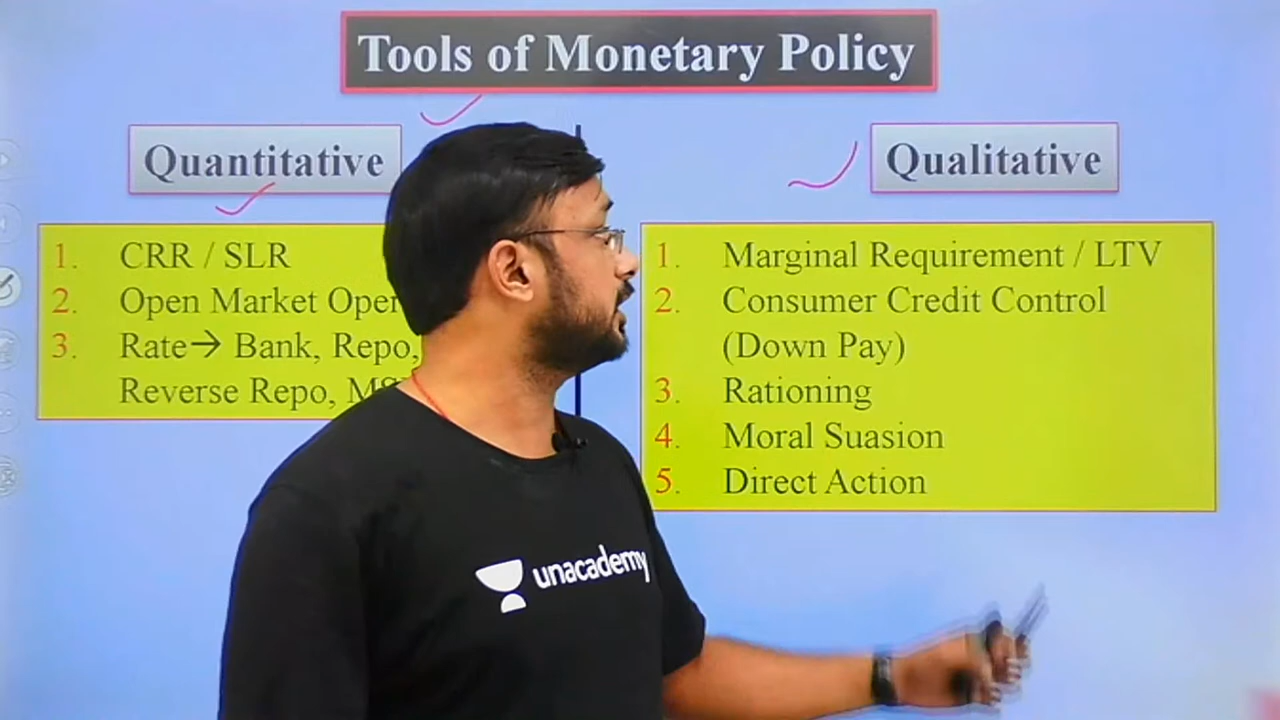 Tools of Monetary Policy
Quantitative
1. CRR / SLR
2. Open Market
3. Rate→ Bank, Repo,
Reverse Repo,
Qualitative
1. Marginal Requirement / LTV
2. Consumer Credit Control
(Down Pay)
3. Rationing
4. Moral Suasion
5. Direct Action
unacademy